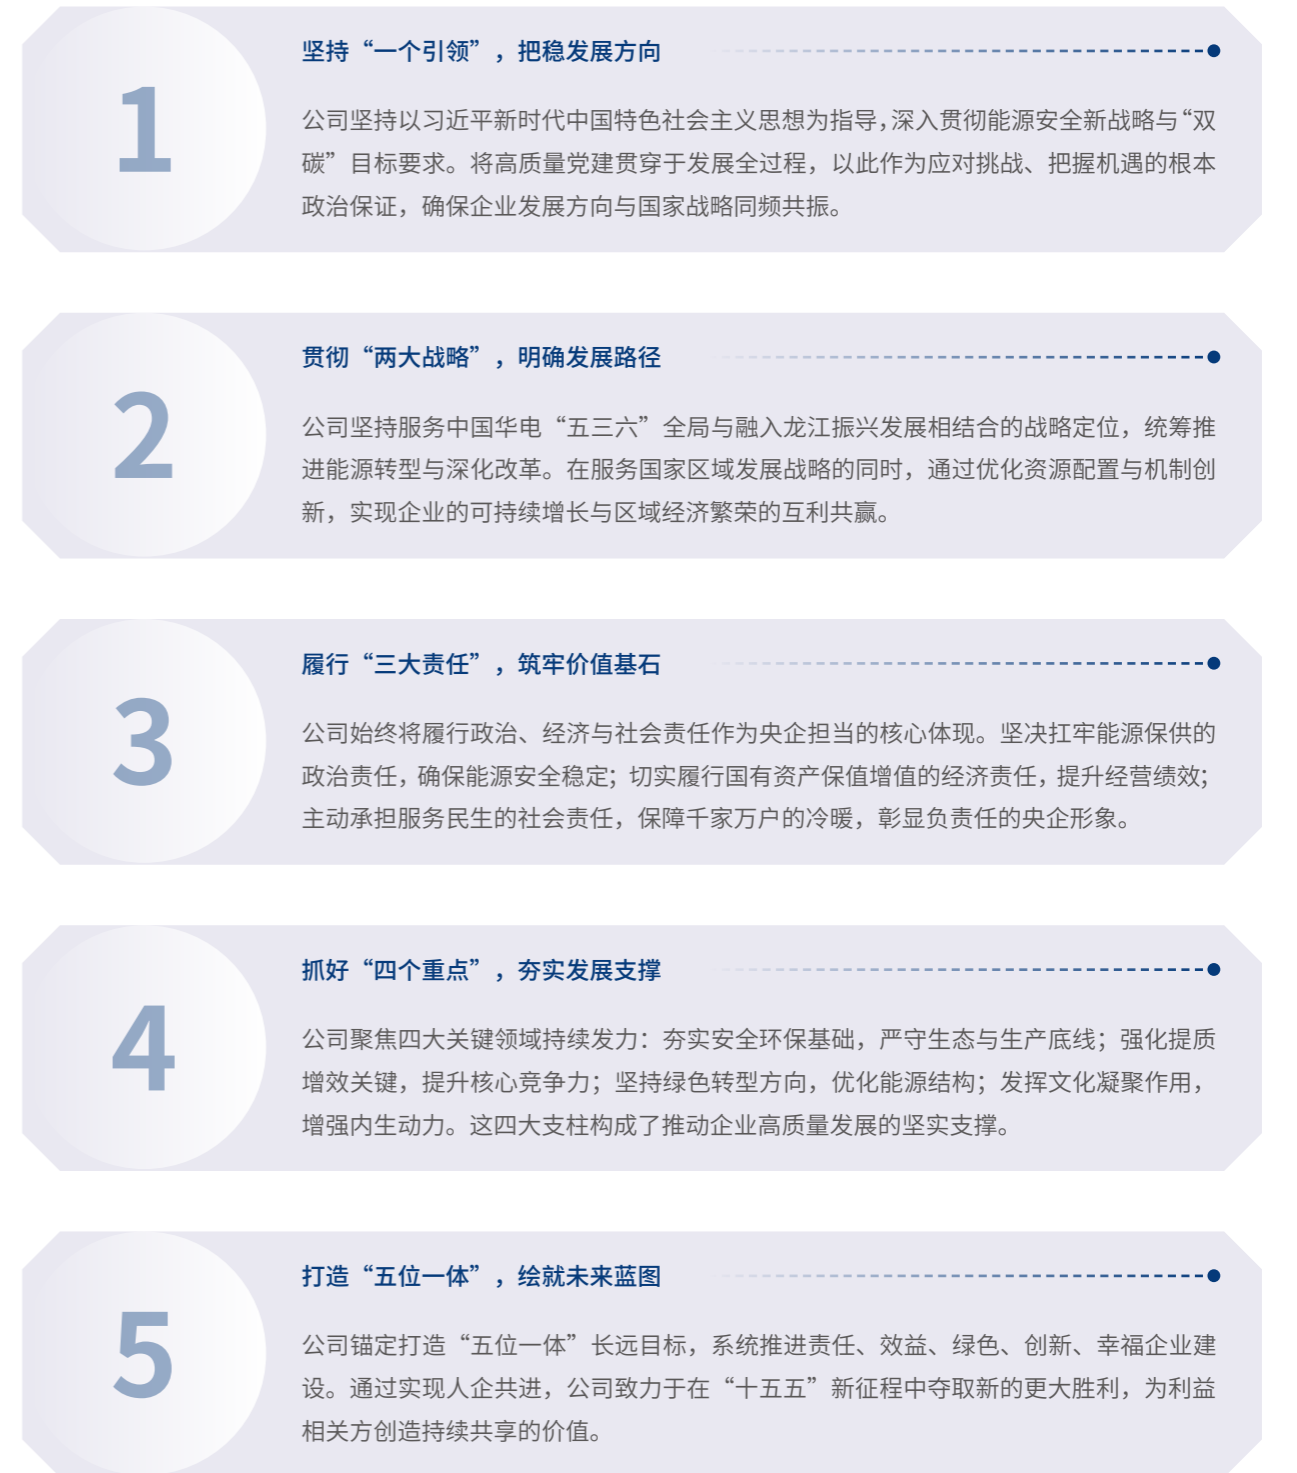 1
坚持“一个引领”，把稳发展方向
公司坚持以习近平新时代中国特色社会主义思想为指导，深入贯彻能源安全新战略与“双
碳”目标要求。将高质量党建贯穿于发展全过程，以此作为应对挑战、把握机遇的根本
政治保证，确保企业发展方向与国家战略同频共振。
2
贯彻“两大战略”，明确发展路径
公司坚持服务中国华电“五三六”全局与融入龙江振兴发展相结合的战略定位，统筹推
进能源转型与深化改革。在服务国家区域发展战略的同时，通过优化资源配置与机制创
新，实现企业的可持续增长与区域经济繁荣的互利共赢。
3
履行“三大责任”，筑牢价值基石
公司始终将履行政治、经济与社会责任作为央企担当的核心体现。坚决扛牢能源保供的
政治责任，确保能源安全稳定；切实履行国有资产保值增值的经济责任，提升经营绩效；
主动承担服务民生的社会责任，保障千家万户的冷暖，彰显负责任的央企形象。
4
抓好“四个重点”，夯实发展支撑
公司聚焦四大关键领域持续发力：夯实安全环保基础，严守生态与生产底线；强化提质
增效关键，提升核心竞争力；坚持绿色转型方向，优化能源结构；发挥文化凝聚作用，
增强内生动力。这四大支柱构成了推动企业高质量发展的坚实支撑。
5
打造“五位一体”，绘就未来蓝图
公司锚定打造“五位一体”长远目标，系统推进责任、效益、绿色、创新、幸福企业建
设。通过实现人企共进，公司致力于在“十五五”新征程中夺取新的更大胜利，为利益
相关方创造持续共享的价值。